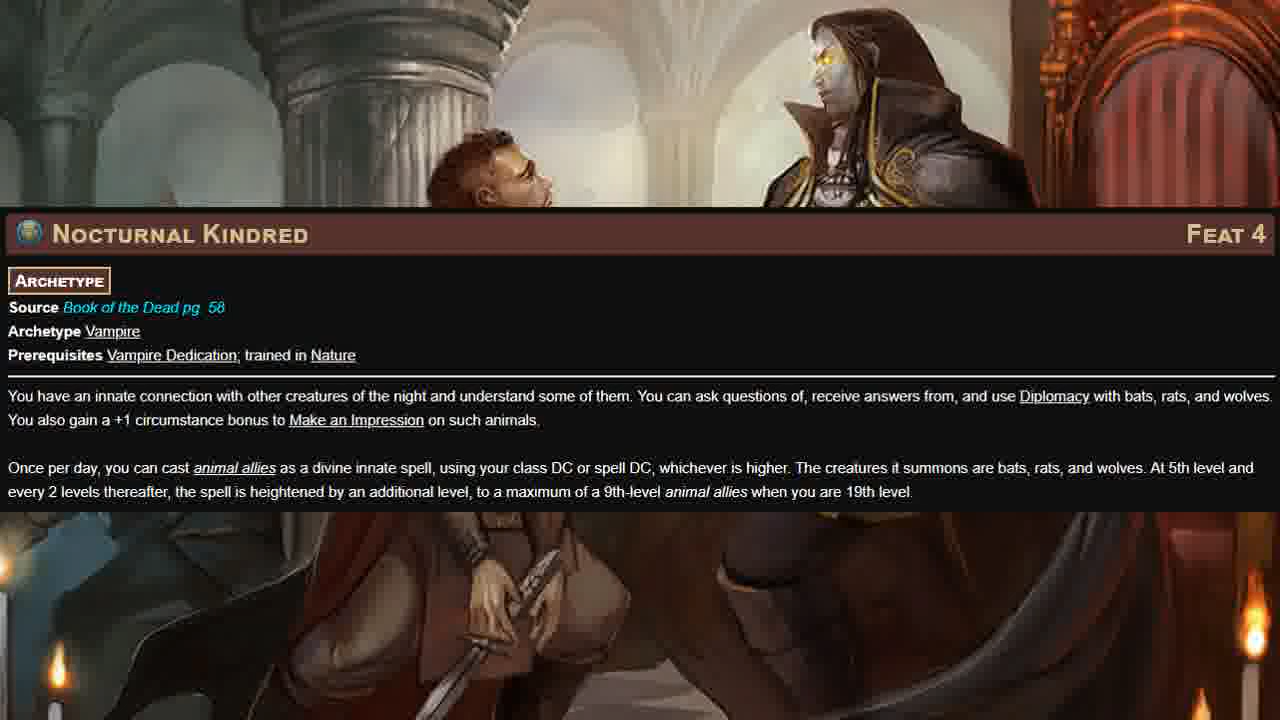 Nocturnal Kindred Feat 4
Archetype
Source Book of the Dead pg. 58
Archetype Vampire
Prerequisites Vampire Dedication; trained in Nature
You have an innate connection with other creatures of the night and understand some of them. You can ask questions of, receive answers from, and use Diplomacy with bats, rats, and wolves.
You also gain a +1 circumstance bonus to Make an Impression on such animals.
Once per day, you can cast animal allies as a divine innate spell, using your class DC or spell DC, whichever is higher. The creatures it summons are bats, rats, and wolves. At 5th level and
every 2 levels thereafter, the spell is heightened by an additional level, to a maximum of a 9th-level animal allies when you are 19th level.